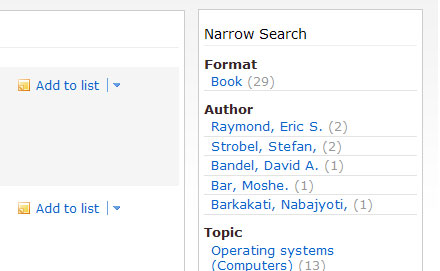 Add to list
Add to list
Narrow Search
Format
Book (29)
Author
Raymond, Eric S. (2)
Strobel, Stefan, (2)
Bandel, David A. (1)
Bar, Moshe. (1)
Barkakati, Nabajyoti, (1)
Topic
Operating systems
(Computers) (13)